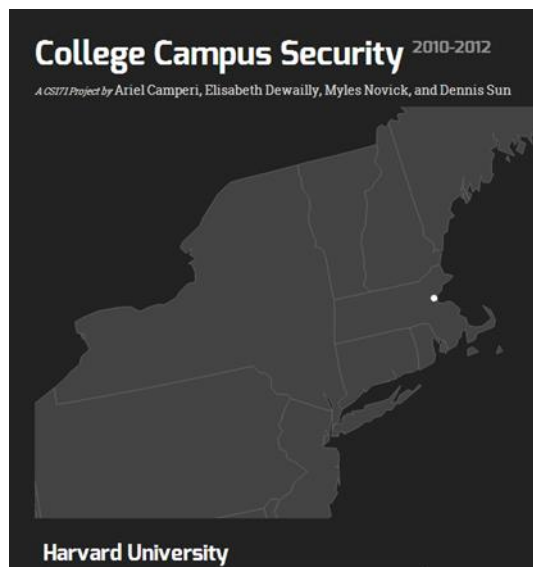 College Campus Security 2010-2012
A CS171 Project by Ariel Camperi, Elisabeth Dewailly, Myles Novick, and Dennis Sun
Harvard University